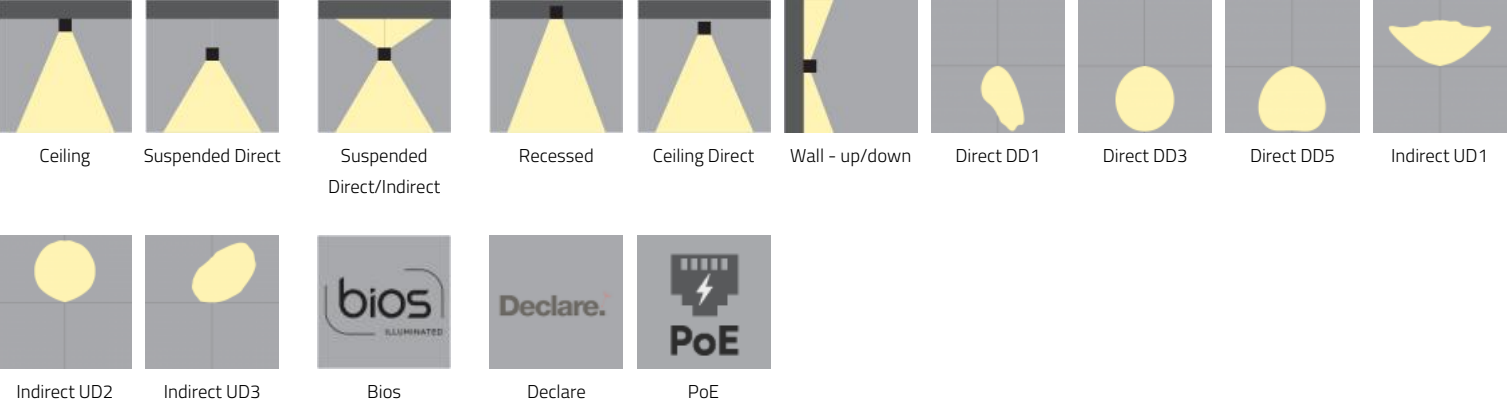 Ceiling
Suspended Direct
Suspended
Direct/Indirect
Recessed
Ceiling Direct
Wall - up/down
Direct DD1
Direct DD3
Direct DD5
Indirect UD1
bios
ILLUMINATED
Declare.
PoE
Indirect UD2
Indirect UD3
Bios
Declare
PoE